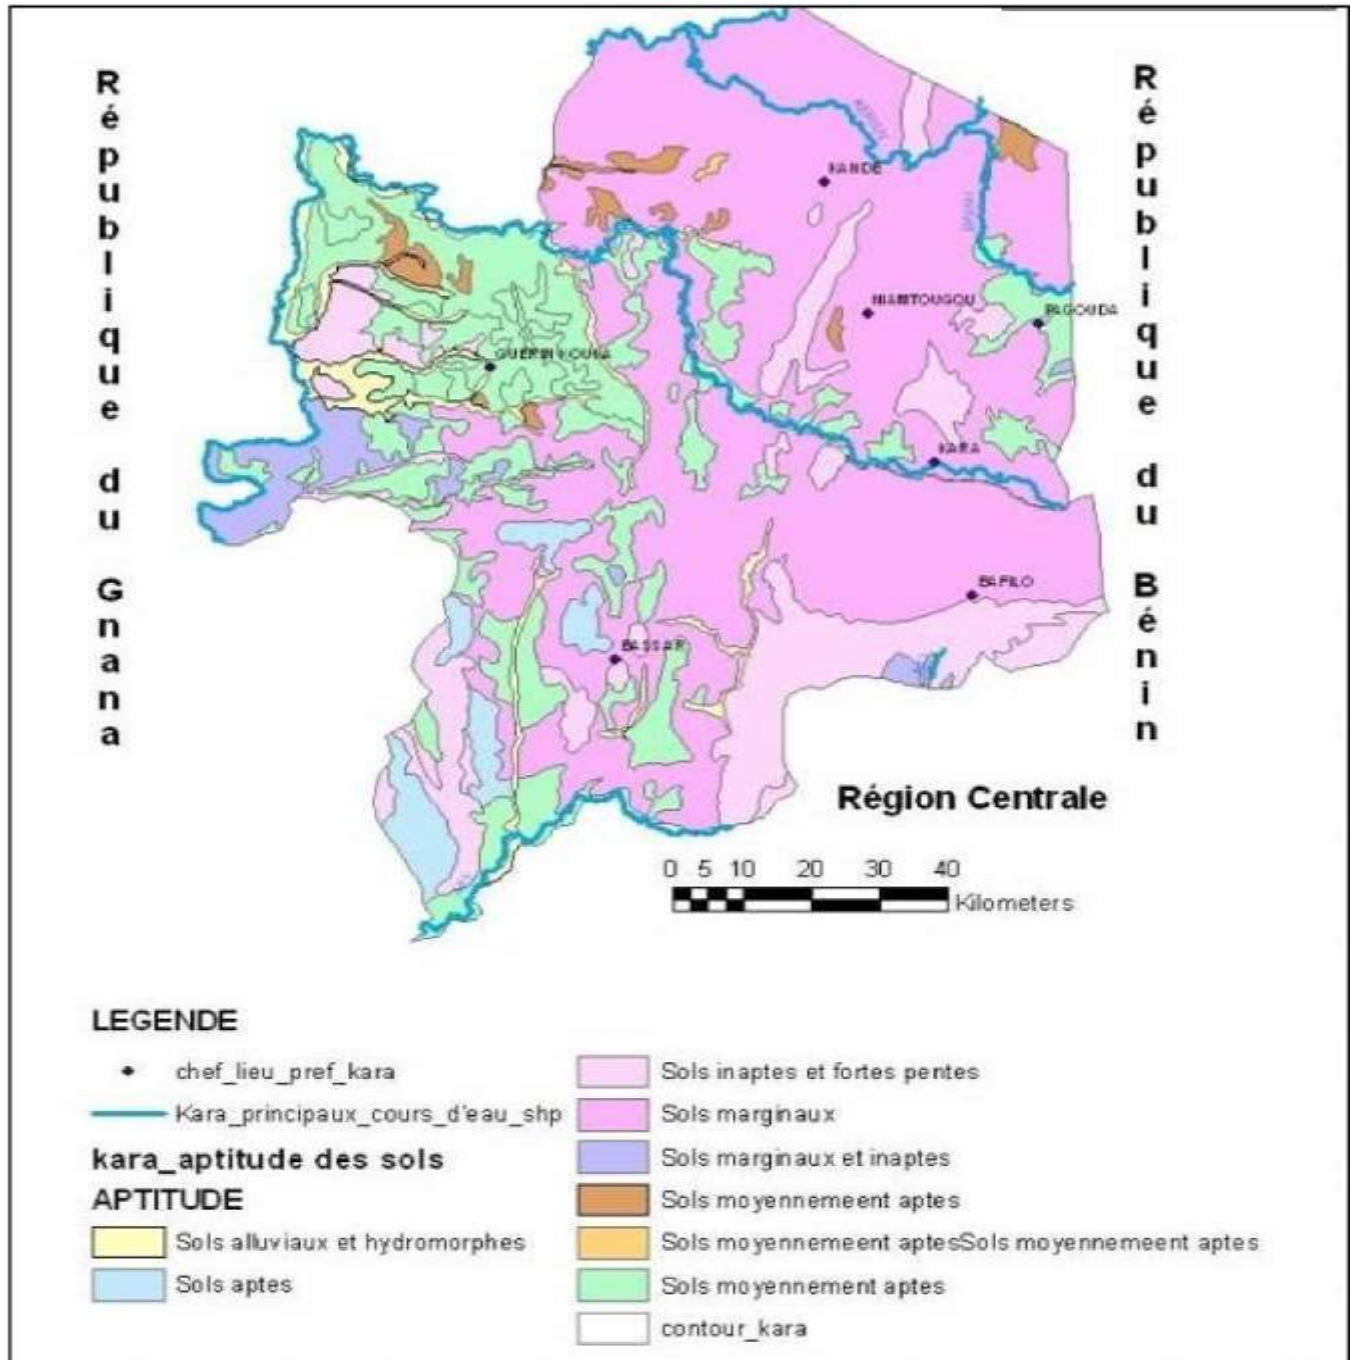 République du Gnana
République du Bénin
KANDE
NIAMTOUGOU
PAGOUDA
GUERIN KOUKA
KARA
BAFILO
BASSAR
Région Centrale
0 5 10 20 30 40
Kilometers
LEGENDE
chef_lieu_pref_kara
Kara_principaux_cours_d'eau_shp
kara_aptitude des sols
APTITUDE
Sols alluviaux et hydromorphes
Sols aptes
Sols inaptes et fortes pentes
Sols marginaux
Sols marginaux et inaptes
Sols moyennemeent aptes
Sols moyennemeent aptesSols moyennemeent aptes
Sols moyennement aptes
contour_kara